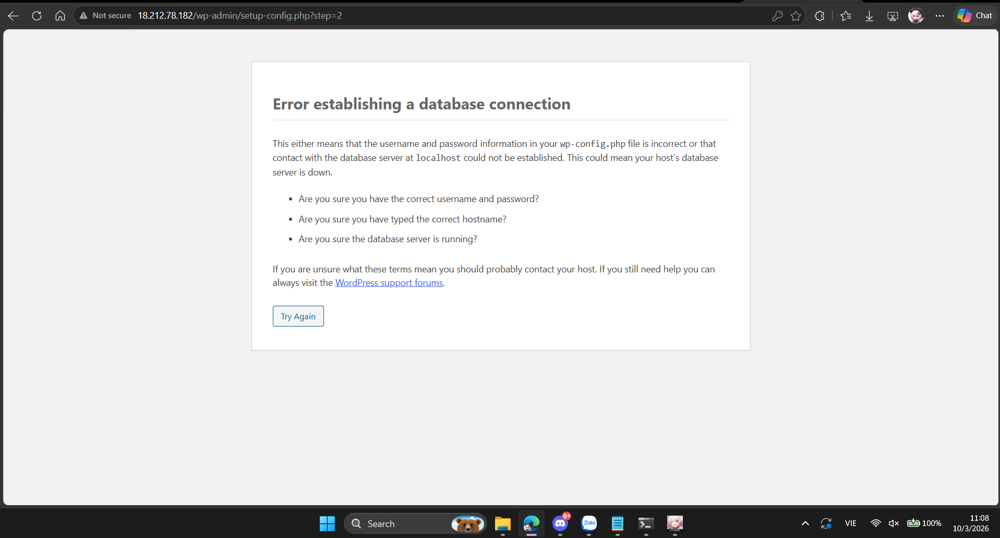 Not secure 18.212.78.182/wp-admin/setup-config.php?step=2
Chat
Error establishing a database connection
This either means that the username and password information in your wp-config.php file is incorrect or that
contact with the database server at localhost could not be established. This could mean your host’s database
server is down.
• Are you sure you have the correct username and password?
• Are you sure you have typed the correct hostname?
• Are you sure the database server is running?
If you are unsure what these terms mean you should probably contact your host. If you still need help you can
always visit the WordPress support forums.
Try Again
Search
9+
Zalo
VIE
100%
11:08
10/3/2026